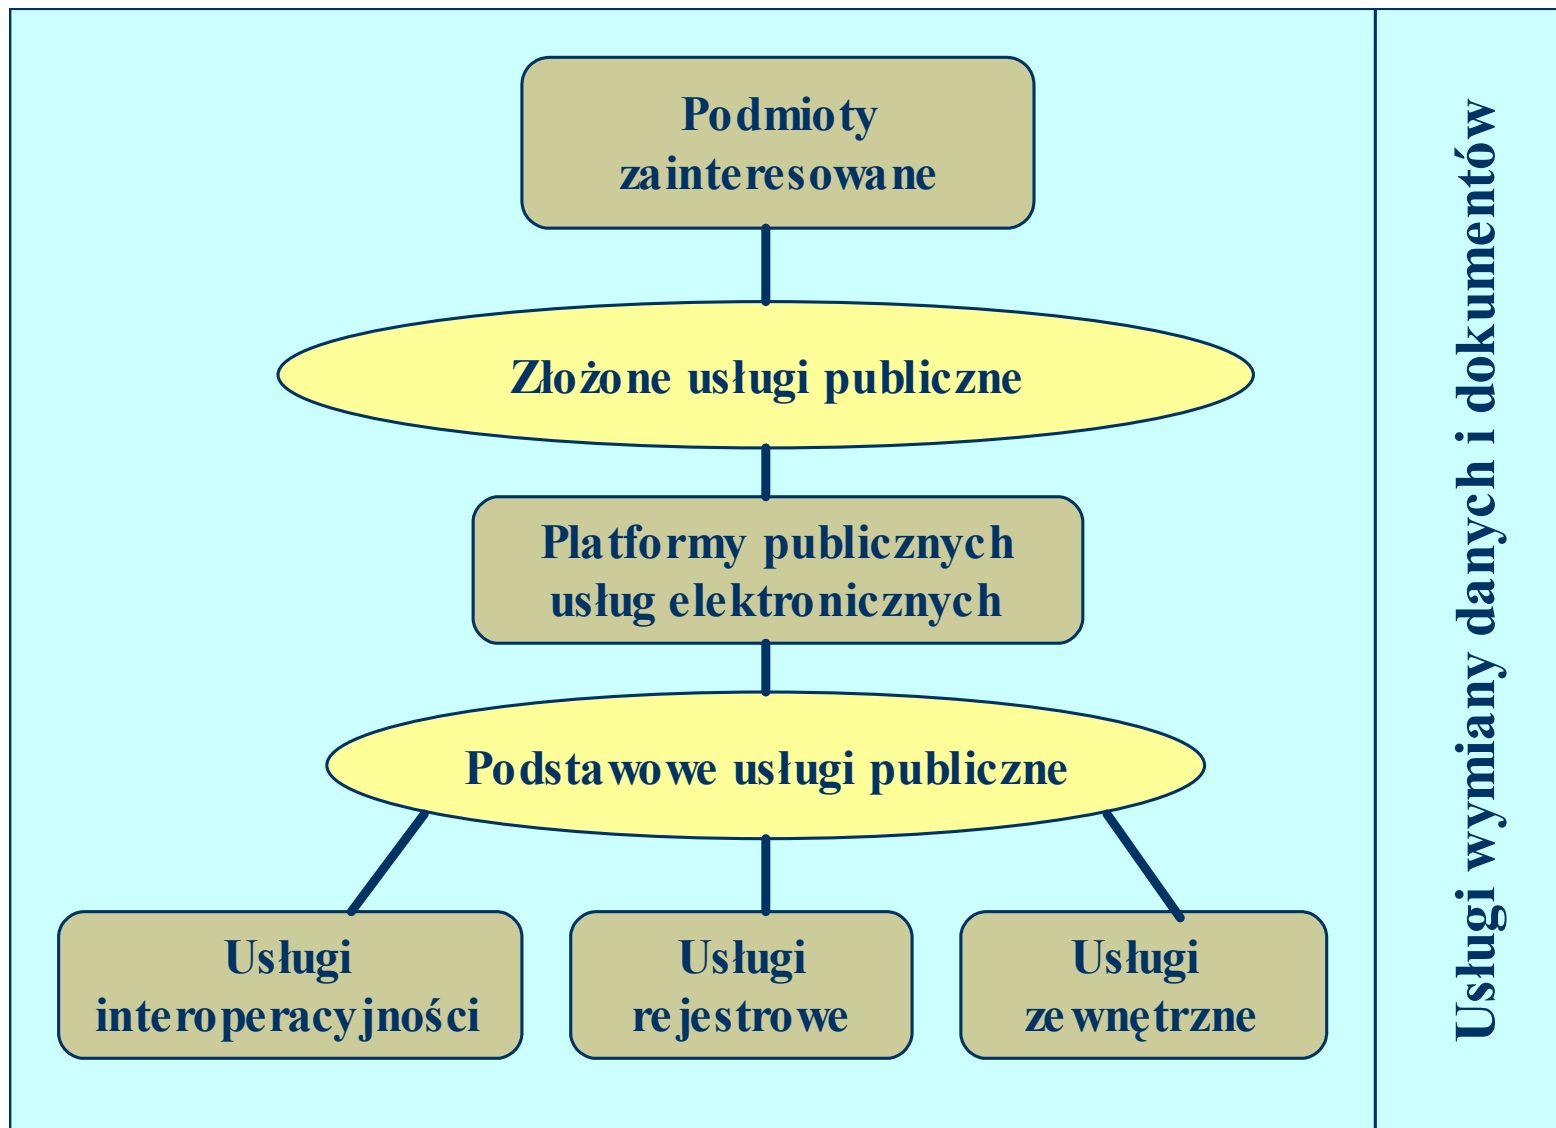 Podmioty
zainteresowane
Złożone usługi publiczne
Platformy publicznych
usług elektronicznych
Podstawowe usługi publiczne
Usługi
interoperacyjności
Usługi
rejestrowe
Usługi
zewnętrzne
Usługi wymiany danych i dokumentów